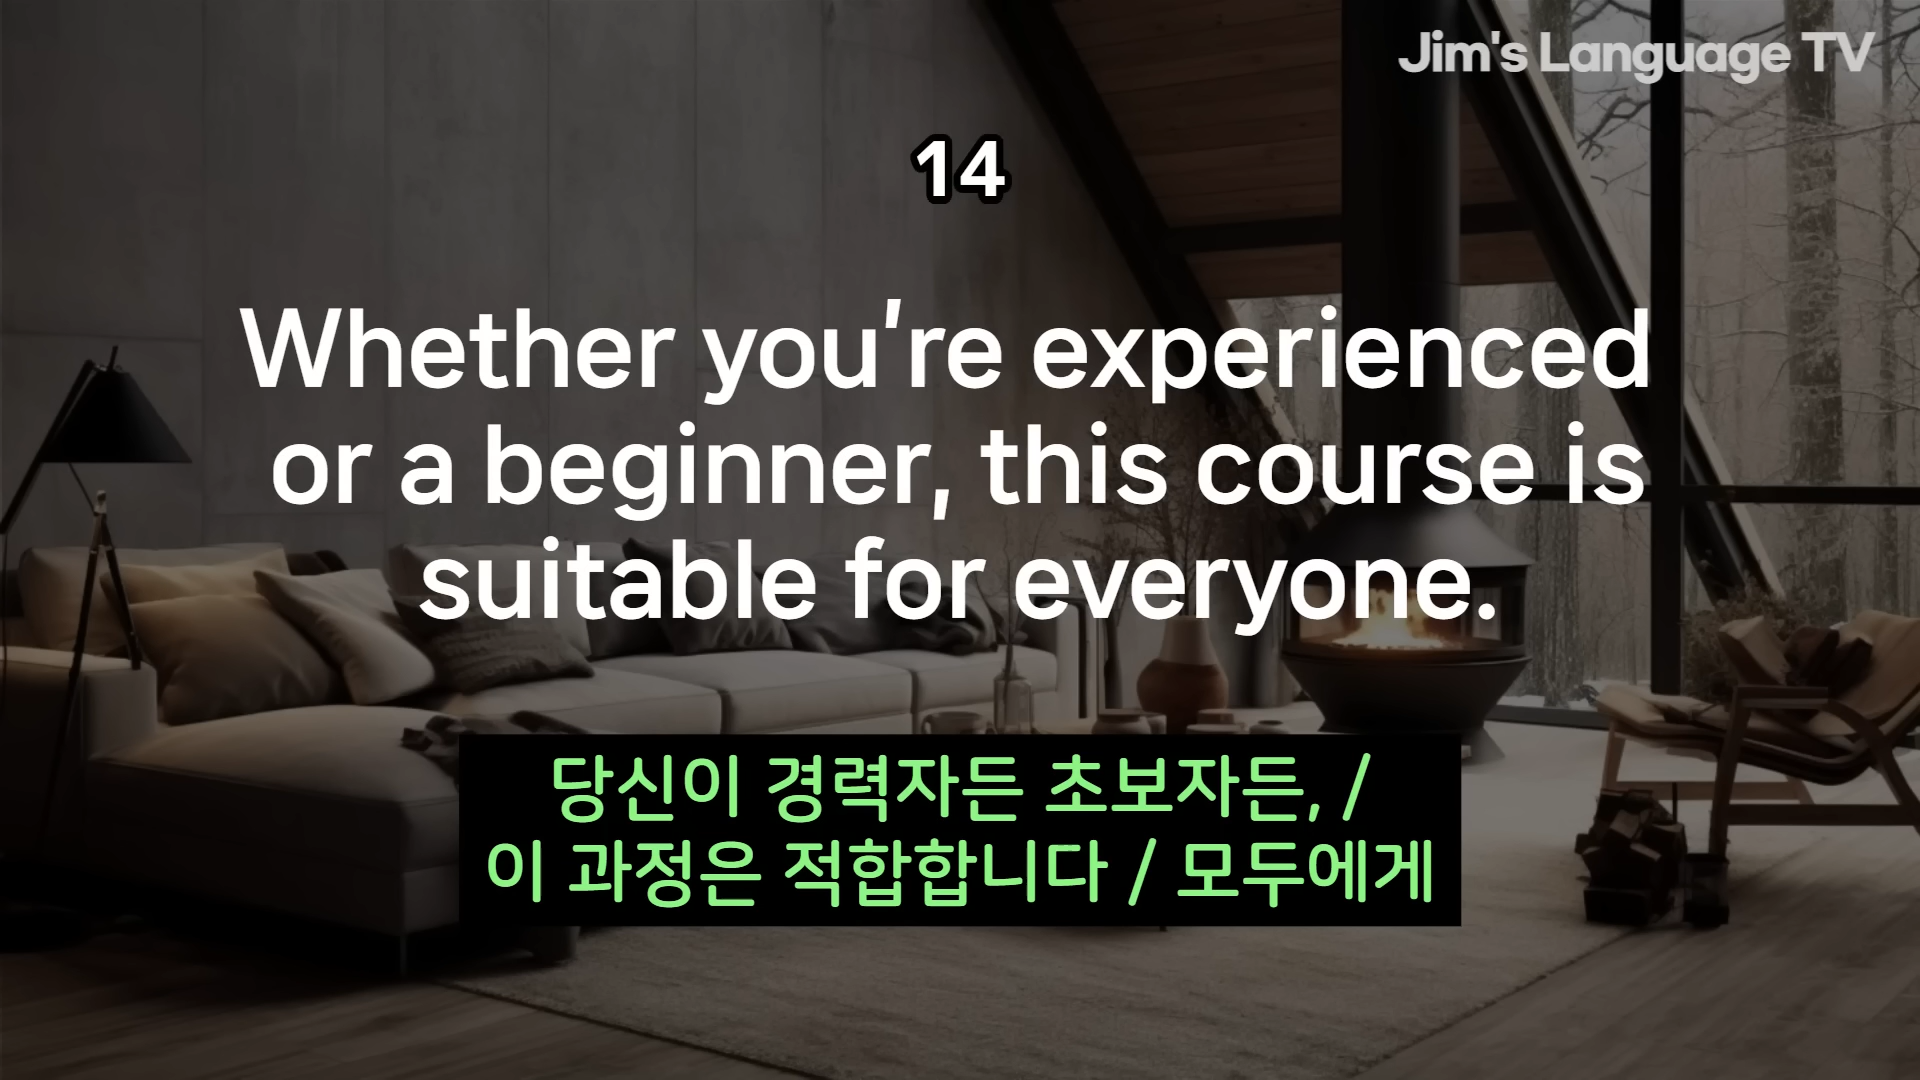 Jim's Language TV
14
Whether you're experienced
or a beginner, this course is
suitable for everyone.
당신이 경력자든 초보자든, /
이 과정은 적합합니다 / 모두에게